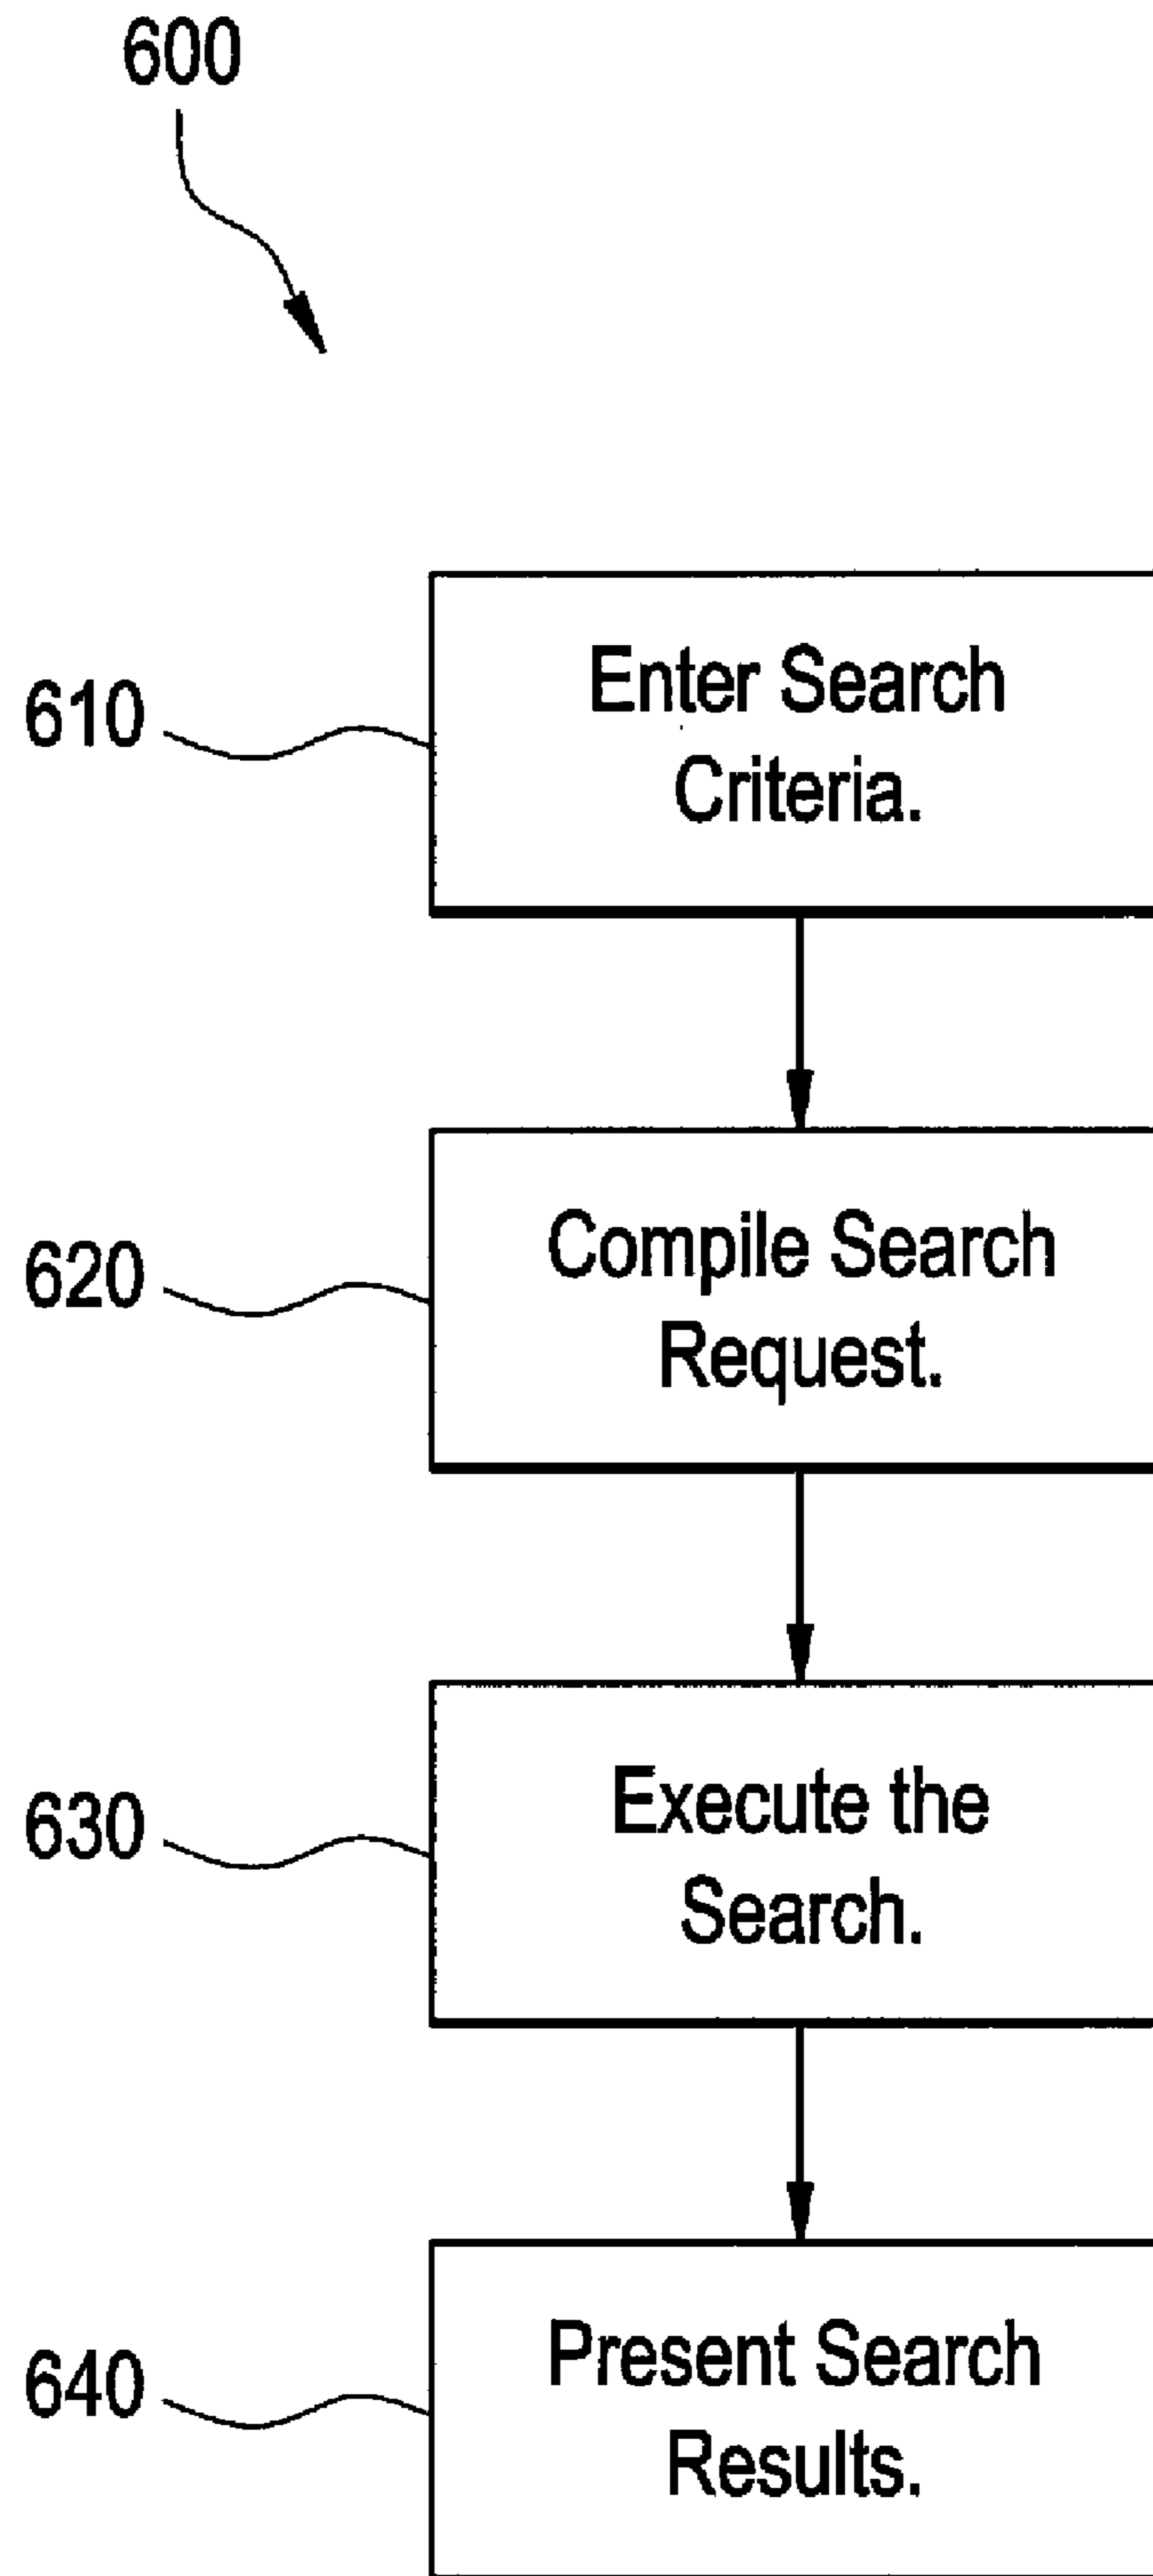 600
610
Enter Search
Criteria.
620
Compile Search
Request.
630
Execute the
Search.
640
Present Search
Results.